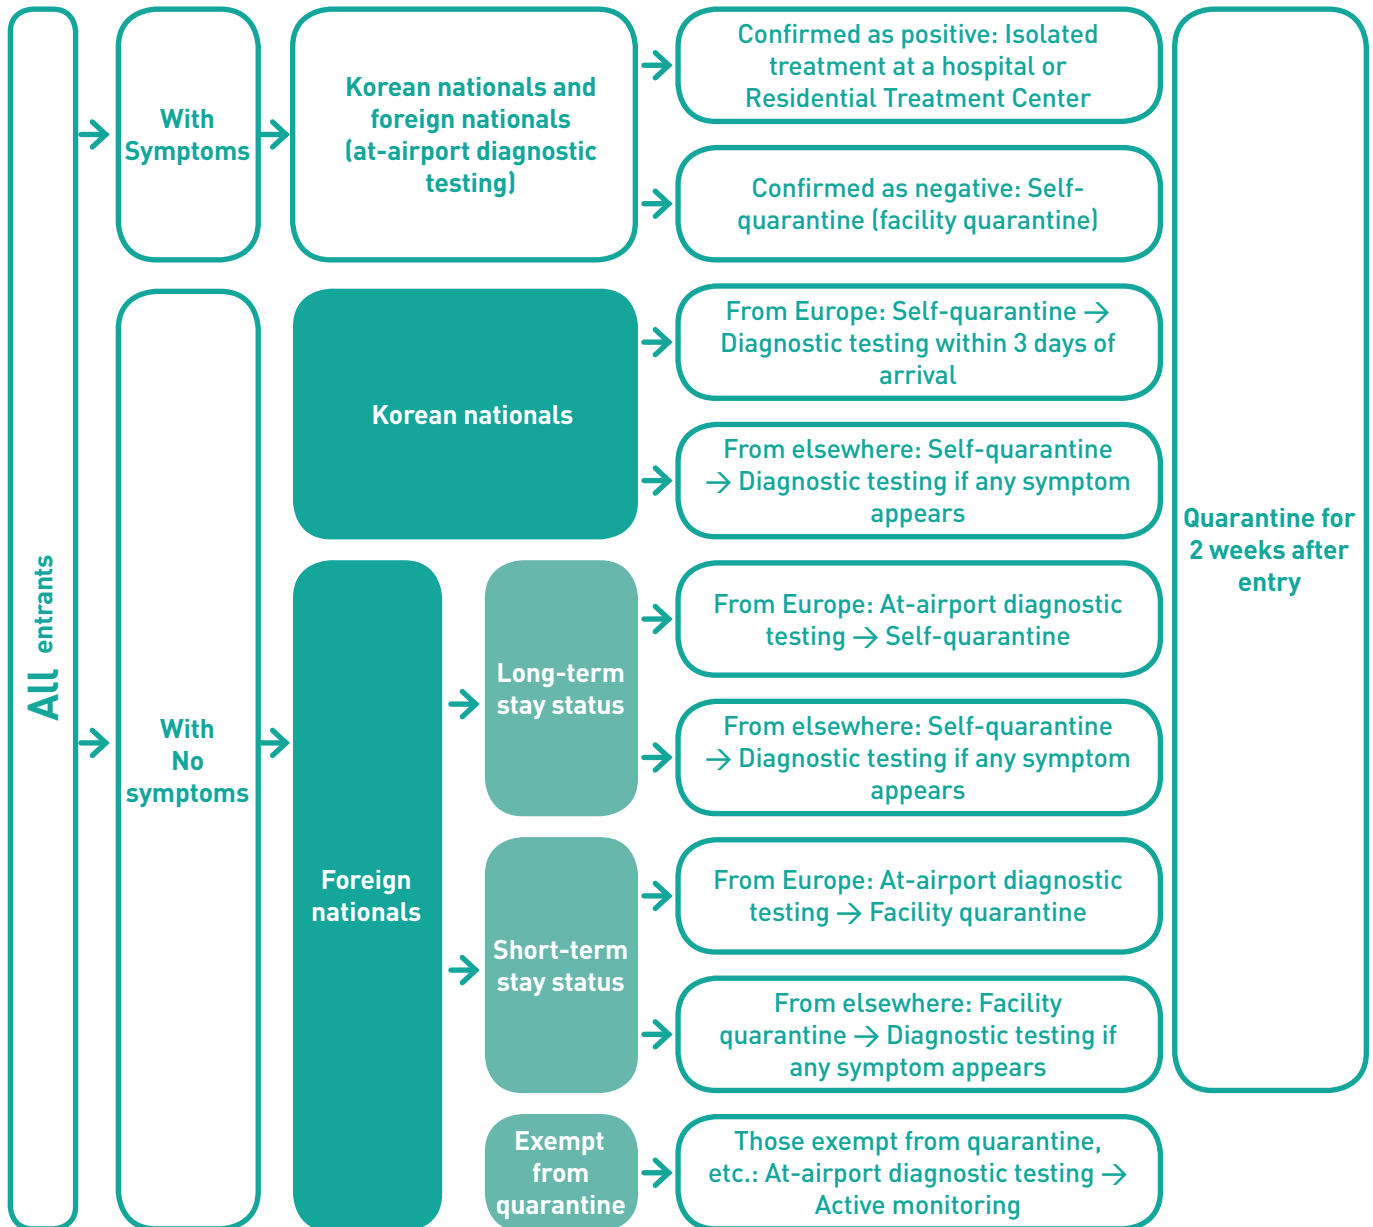 All entrants
With
Symptoms
Korean nationals and
foreign nationals
(at-airport diagnostic
testing)
Confirmed as positive: Isolated
treatment at a hospital or
Residential Treatment Center
Confirmed as negative: Self-
quarantine (facility quarantine)
With
No
symptoms
Korean nationals
From Europe: Self-quarantine →
Diagnostic testing within 3 days of
arrival
From elsewhere: Self-quarantine
→ Diagnostic testing if any symptom
appears
Foreign
nationals
Long-term
stay status
From Europe: At-airport diagnostic
testing → Self-quarantine
From elsewhere: Self-quarantine
→ Diagnostic testing if any symptom
appears
Short-term
stay status
From Europe: At-airport diagnostic
testing → Facility quarantine
From elsewhere: Facility
quarantine → Diagnostic testing if
any symptom appears
Exempt
from
quarantine
Those exempt from quarantine,
etc.: At-airport diagnostic testing →
Active monitoring
Quarantine for
2 weeks after
entry